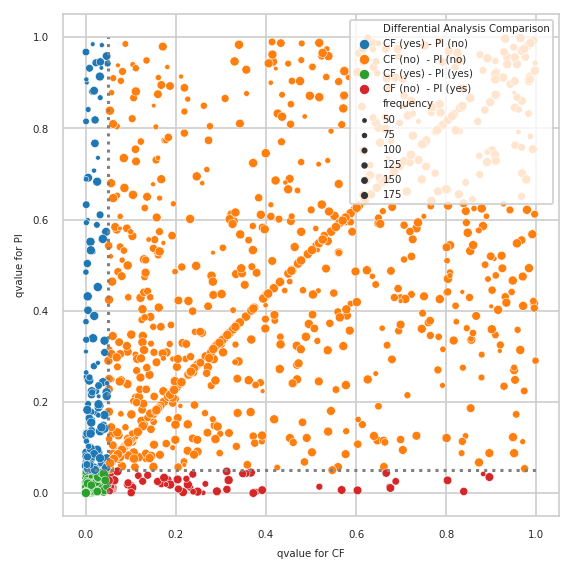 Differential Analysis Comparison
CF (yes) - PI (no)
CF (no)  - PI (no)
CF (yes) - PI (yes)
CF (no)  - PI (yes)
frequency
50
75
100
125
150
175
1.0
0.8
0.6
0.4
0.2
0.0
qvalue for PI
0.0 0.2 0.4 0.6 0.8 1.0
qvalue for CF